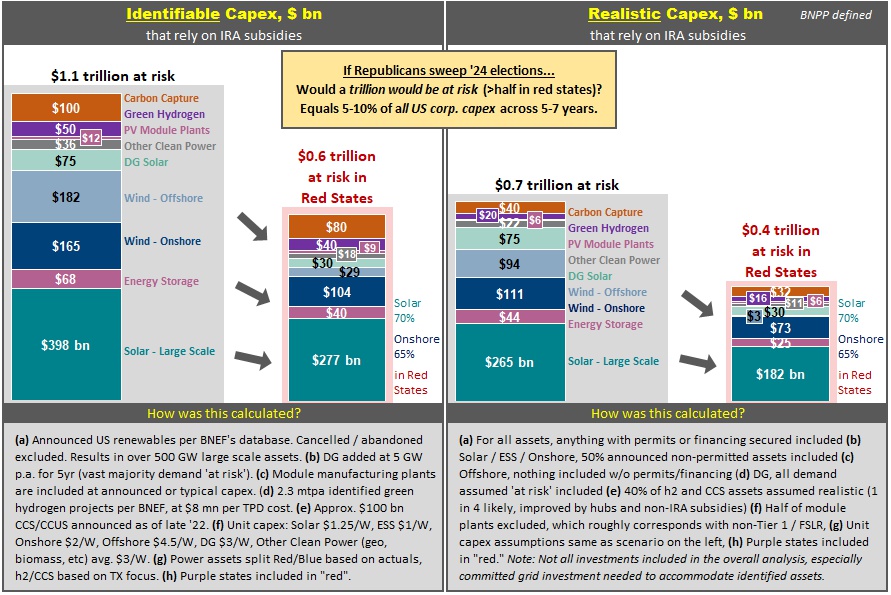 Identifiable Capex, $ bn
that rely on IRA subsidies
Realistic Capex, $ bn
BNPP defined
that rely on IRA subsidies
If Republicans sweep '24 elections...
Would a trillion would be at risk (>half in red states)?
Equals 5-10% of all US corp. capex across 5-7 years.
$1.1 trillion at risk
$100
$50
$12
$36
$75
$182
$165
$68
$398 bn
Carbon Capture
Green Hydrogen
PV Module Plants
Other Clean Power
DG Solar
Wind - Offshore
Wind - Onshore
Energy Storage
Solar - Large Scale
$0.6 trillion
at risk in
Red States
$80
$40
$9
$18
$30
$29
$104
$40
$277 bn
Solar
70%
Onshore
65%
in Red
States
$0.7 trillion at risk
$40
$20
$6
$22
$75
$94
$111
$44
$265 bn
Carbon Capture
Green Hydrogen
PV Module Plants
Other Clean Power
DG Solar
Wind - Offshore
Wind - Onshore
Energy Storage
Solar - Large Scale
$0.4 trillion
at risk in
Red States
$32
$16
$11
$6
$3
$30
$73
$25
$182 bn
Solar
70%
Onshore
65%
in Red
States
How was this calculated?
(a) Announced US renewables per BNEF's database. Cancelled / abandoned
excluded. Results in over 500 GW large scale assets. (b) DG added at 5 GW
p.a. for 5yr (vast majority demand 'at risk'). (c) Module manufacturing plants
are included at announced or typical capex. (d) 2.3 mtpa identified green
hydrogen projects per BNEF, at $8 mn per TPD cost. (e) Approx. $100 bn
CCS/CCUS announced as of late '22. (f) Unit capex: Solar $1.25/W, ESS $1/W,
Onshore $2/W, Offshore $4.5/W, DG $3/W, Other Clean Power (geo,
biomass, etc) avg. $3/W. (g) Power assets split Red/Blue based on actuals,
h2/CCS based on TX focus. (h) Purple states included in "red".
How was this calculated?
(a) For all assets, anything with permits or financing secured included (b)
Solar / ESS / Onshore, 50% announced non-permitted assets included (c)
Offshore, nothing included w/o permits/financing (d) DG, all demand
assumed 'at risk' included (e) 40% of h2 and CCS assets assumed realistic (1
in 4 likely, improved by hubs and non-IRA subsidies) (f) Half of module
plants excluded, which roughly corresponds with non-Tier 1 / FSLR, (g) Unit
capex assumptions same as scenario on the left, (h) Purple states included
in "red." Note: Not all investments included in the overall analysis, especially
committed grid investment needed to accommodate identified assets.